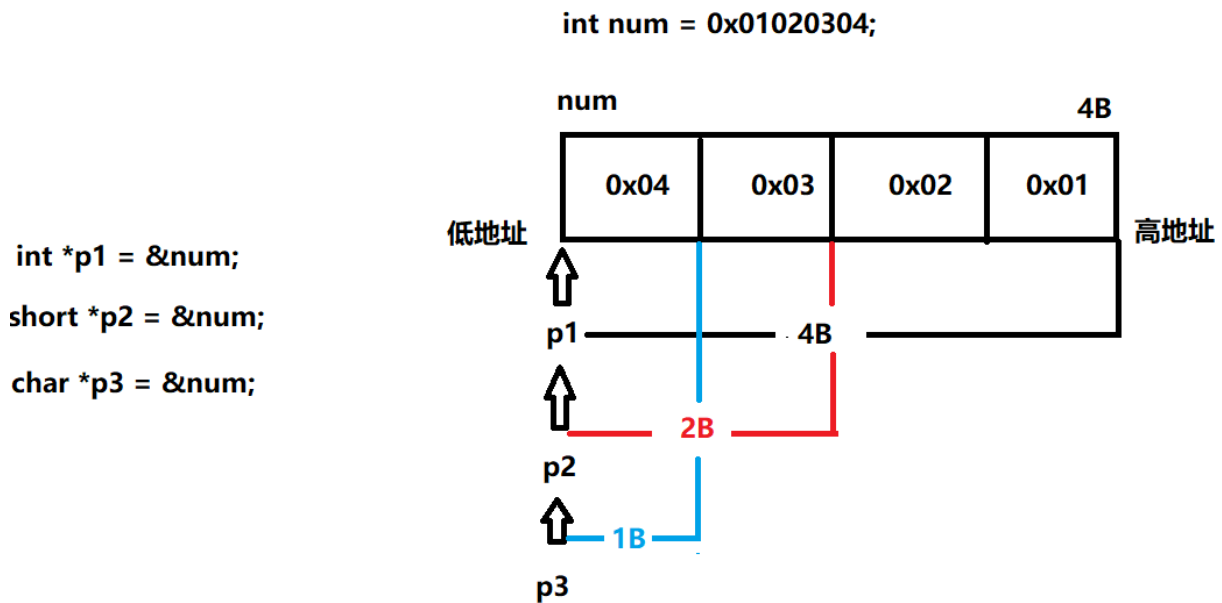 int num = 0x01020304;
num 4B
0x04 0x03 0x02 0x01
低地址 高地址
int *p1 = &num;
short *p2 = &num;
char *p3 = &num;
p1 4B
2B
p2
1B
p3